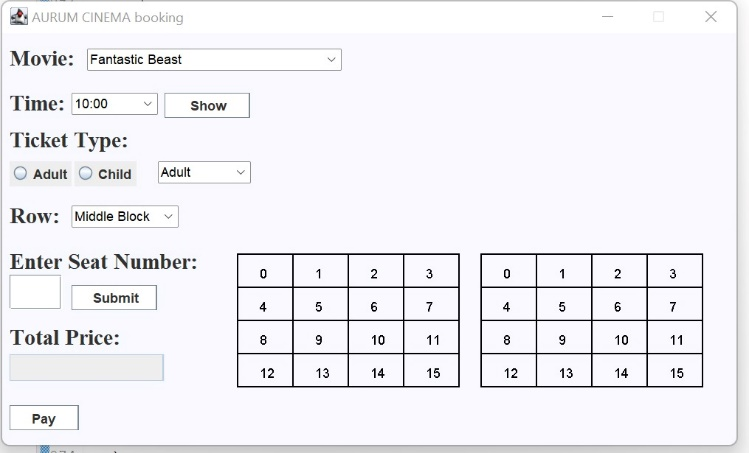 AURUM CINEMA booking
Movie: Fantastic Beast
Time: 10:00 Show
Ticket Type:
Adult Child Adult
Row: Middle Block
Enter Seat Number:
Submit
Total Price:
Pay
0 1 2 3
4 5 6 7
8 9 10 11
12 13 14 15
0 1 2 3
4 5 6 7
8 9 10 11
12 13 14 15